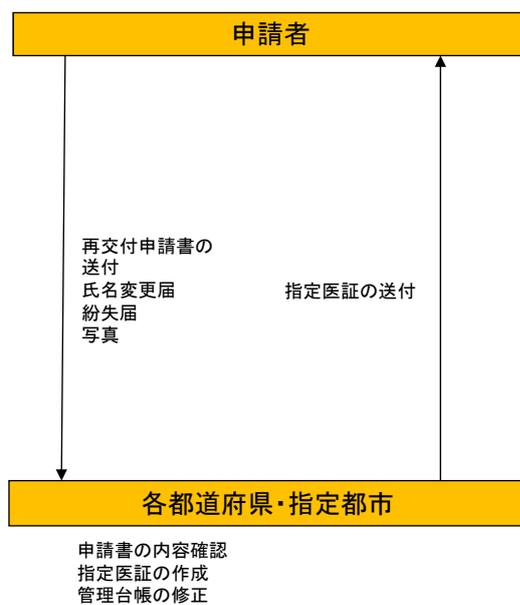 申請者
再交付申請書の
送付
氏名変更届
紛失届
写真
指定医証の送付
各都道府県・指定都市
申請書の内容確認
指定医証の作成
管理台帳の修正